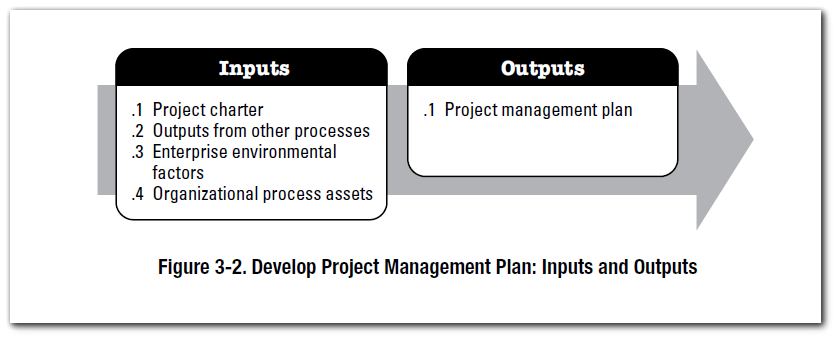 Inputs
.1 Project charter
.2 Outputs from other processes
.3 Enterprise environmental
factors
.4 Organizational process assets
Outputs
.1 Project management plan
Figure 3-2. Develop Project Management Plan: Inputs and Outputs